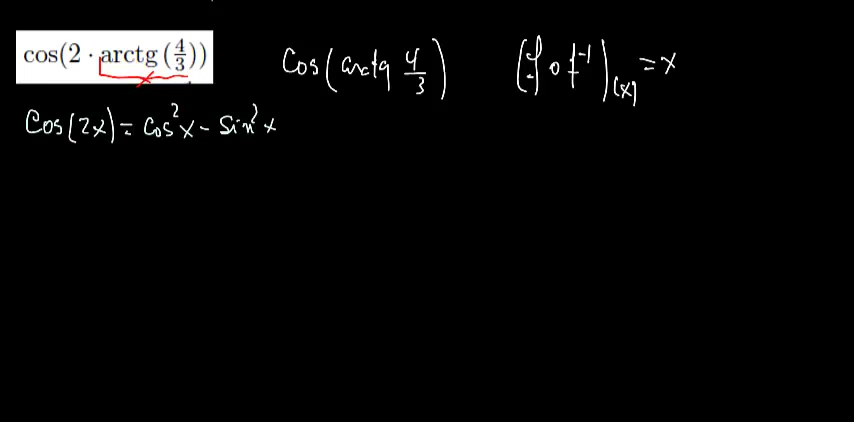 cos(2 · arctg(4/3))
Cos(arctg 4/3)
(f o f⁻¹)(x) = x
x
Cos(2x) = Cos²x - Sin²x